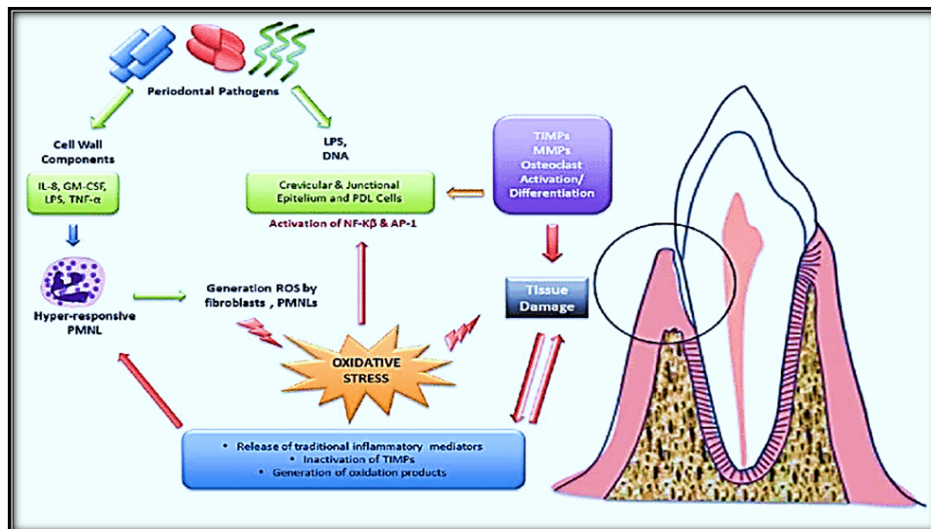 Periodontal Pathogens
Cell Wall
Components
IL-8, GM-CSF,
LPS, TNF-α
Hyper-responsive
PMNL
LPS,
DNA
Crevicular & Junctional
Epitelium and PDL Cells
Activation of NF-Kβ & AP-1
Generation ROS by
fibroblasts , PMNLs
OXIDATIVE
STRESS
TIMPs
MMPs
Osteoclast
Activation/
Differentiation
Tissue
Damage
• Release of traditional inflammatory mediators
• Inactivation of TIMPs
• Generation of oxidation products